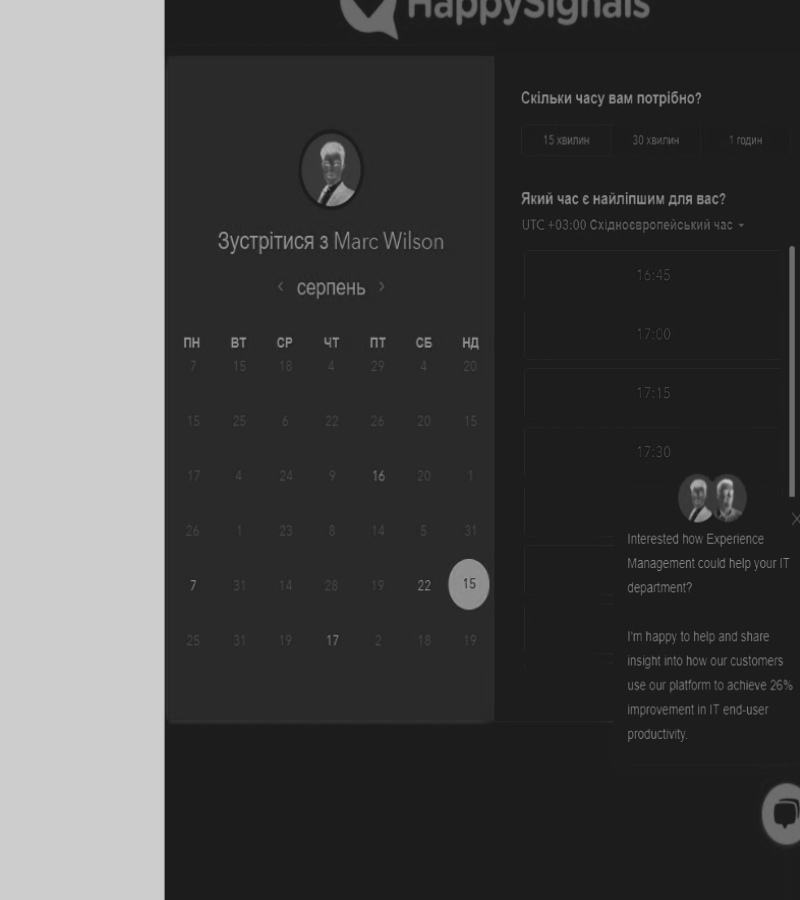 HappySignals
Зустрітися з Marc Wilson
‹ серпень ›
ПН ВТ СР ЧТ ПТ СБ НД
7 15 18 4 29 4 20
15 25 6 22 26 20 15
17 4 24 9 16 20 1
26 1 23 8 14 5 31
7 31 14 28 19 22 15
25 31 19 17 2 18 19
Скільки часу вам потрібно?
15 хвилин 30 хвилин 1 годин
Який час є найліпшим для вас?
UTC +03:00 Східноєвропейський час
16:45
17:00
17:15
17:30
Interested how Experience
Management could help your IT
department?
I'm happy to help and share
insight into how our customers
use our platform to achieve 26%
improvement in IT end-user
productivity.